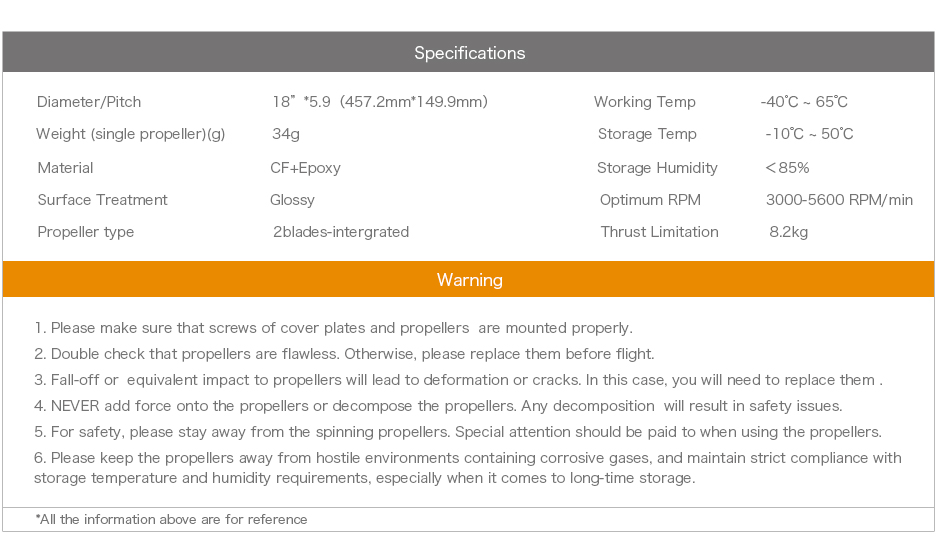 Specifications
Diameter/Pitch 18”*5.9（457.2mm*149.9mm） Working Temp -40℃ ~ 65℃
Weight (single propeller)(g) 34g Storage Temp -10℃ ~ 50℃
Material CF+Epoxy Storage Humidity ＜85%
Surface Treatment Glossy Optimum RPM 3000-5600 RPM/min
Propeller type 2blades-intergrated Thrust Limitation 8.2kg
Warning
1. Please make sure that screws of cover plates and propellers are mounted properly.
2. Double check that propellers are flawless. Otherwise, please replace them before flight.
3. Fall-off or equivalent impact to propellers will lead to deformation or cracks. In this case, you will need to replace them .
4. NEVER add force onto the propellers or decompose the propellers. Any decomposition will result in safety issues.
5. For safety, please stay away from the spinning propellers. Special attention should be paid to when using the propellers.
6. Please keep the propellers away from hostile environments containing corrosive gases, and maintain strict compliance with
storage temperature and humidity requirements, especially when it comes to long-time storage.
*All the information above are for reference